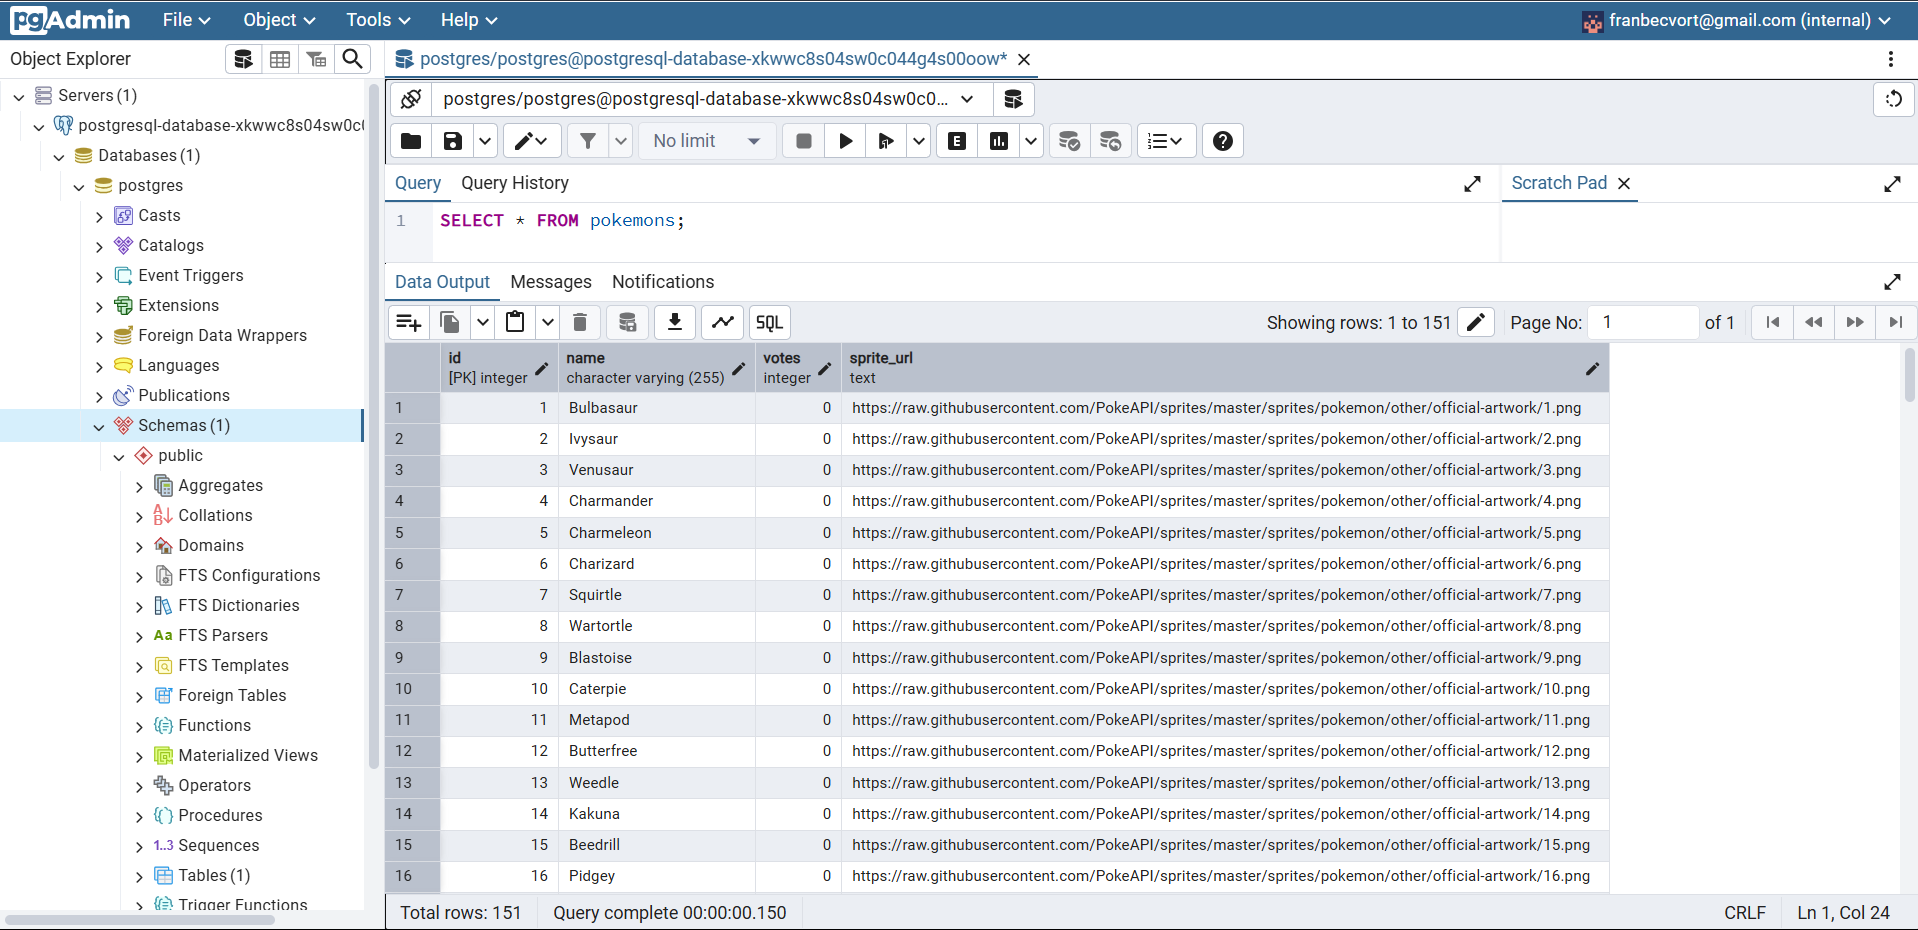 pgAdmin File Object Tools Help franbecvort@gmail.com (internal)
Object Explorer
postgres/postgres@postgresql-database-xkwwc8s04sw0c044g4s00oow*
Servers (1)
postgresql-database-xkwwc8s04sw0c
Databases (1)
postgres
Casts
Catalogs
Event Triggers
Extensions
Foreign Data Wrappers
Languages
Publications
Schemas (1)
public
Aggregates
Collations
Domains
FTS Configurations
FTS Dictionaries
Aa FTS Parsers
FTS Templates
Foreign Tables
Functions
Materialized Views
Operators
Procedures
1..3 Sequences
Tables (1)
Trigger Functions
postgres/postgres@postgresql-database-xkwwc8s04sw0c0...
No limit
E
Query Query History
Scratch Pad
1 SELECT * FROM pokemons;
Data Output Messages Notifications
SQL
Showing rows: 1 to 151
Page No: 1 of 1
id name votes sprite_url
[PK] integer character varying (255) integer text
1 1 Bulbasaur 0 https://raw.githubusercontent.com/PokeAPI/sprites/master/sprites/pokemon/other/official-artwork/1.png
2 2 Ivysaur 0 https://raw.githubusercontent.com/PokeAPI/sprites/master/sprites/pokemon/other/official-artwork/2.png
3 3 Venusaur 0 https://raw.githubusercontent.com/PokeAPI/sprites/master/sprites/pokemon/other/official-artwork/3.png
4 4 Charmander 0 https://raw.githubusercontent.com/PokeAPI/sprites/master/sprites/pokemon/other/official-artwork/4.png
5 5 Charmeleon 0 https://raw.githubusercontent.com/PokeAPI/sprites/master/sprites/pokemon/other/official-artwork/5.png
6 6 Charizard 0 https://raw.githubusercontent.com/PokeAPI/sprites/master/sprites/pokemon/other/official-artwork/6.png
7 7 Squirtle 0 https://raw.githubusercontent.com/PokeAPI/sprites/master/sprites/pokemon/other/official-artwork/7.png
8 8 Wartortle 0 https://raw.githubusercontent.com/PokeAPI/sprites/master/sprites/pokemon/other/official-artwork/8.png
9 9 Blastoise 0 https://raw.githubusercontent.com/PokeAPI/sprites/master/sprites/pokemon/other/official-artwork/9.png
10 10 Caterpie 0 https://raw.githubusercontent.com/PokeAPI/sprites/master/sprites/pokemon/other/official-artwork/10.png
11 11 Metapod 0 https://raw.githubusercontent.com/PokeAPI/sprites/master/sprites/pokemon/other/official-artwork/11.png
12 12 Butterfree 0 https://raw.githubusercontent.com/PokeAPI/sprites/master/sprites/pokemon/other/official-artwork/12.png
13 13 Weedle 0 https://raw.githubusercontent.com/PokeAPI/sprites/master/sprites/pokemon/other/official-artwork/13.png
14 14 Kakuna 0 https://raw.githubusercontent.com/PokeAPI/sprites/master/sprites/pokemon/other/official-artwork/14.png
15 15 Beedrill 0 https://raw.githubusercontent.com/PokeAPI/sprites/master/sprites/pokemon/other/official-artwork/15.png
16 16 Pidgey 0 https://raw.githubusercontent.com/PokeAPI/sprites/master/sprites/pokemon/other/official-artwork/16.png
Total rows: 151 Query complete 00:00:00.150 CRLF Ln 1, Col 24